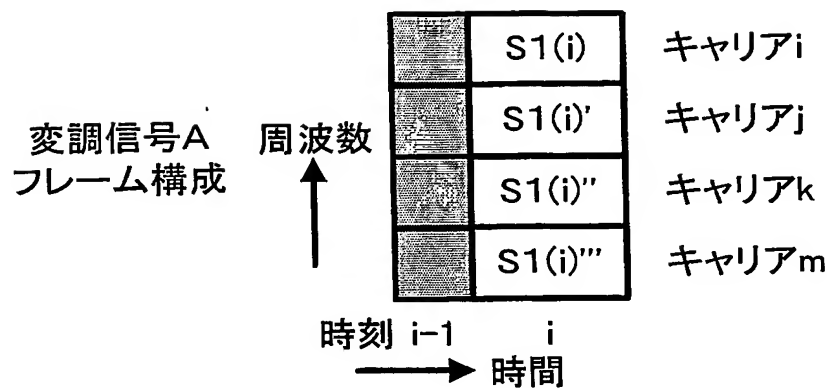 S1(i) キャリアi
S1(i)' キャリアj
変調信号A
フレーム構成
周波数
S1(i)'' キャリアk
S1(i)''' キャリアm
時刻 i-1 i
時間